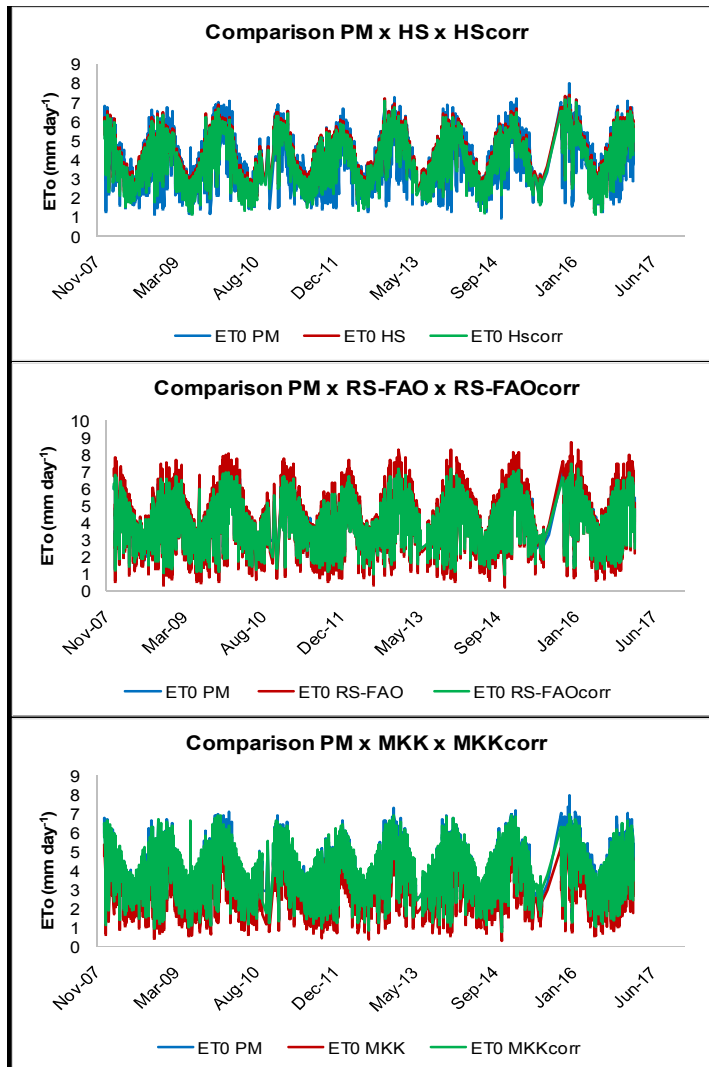 Comparison PM x HS x HScorr
ETo (mm day⁻¹)
9
8
7
6
5
4
3
2
1
0
Nov-07 Mar-09 Aug-10 Dec-11 May-13 Sep-14 Jan-16 Jun-17
ET0 PM ET0 HS ET0 Hscorr
Comparison PM x RS-FAO x RS-FAOcorr
ETo (mm day⁻¹)
10
9
8
7
6
5
4
3
2
1
0
Nov-07 Mar-09 Aug-10 Dec-11 May-13 Sep-14 Jan-16 Jun-17
ET0 PM ET0 RS-FAO ET0 RS-FAOcorr
Comparison PM x MKK x MKKcorr
ETo (mm day⁻¹)
9
8
7
6
5
4
3
2
1
0
Nov-07 Mar-09 Aug-10 Dec-11 May-13 Sep-14 Jan-16 Jun-17
ET0 PM ET0 MKK ET0 MKKcorr